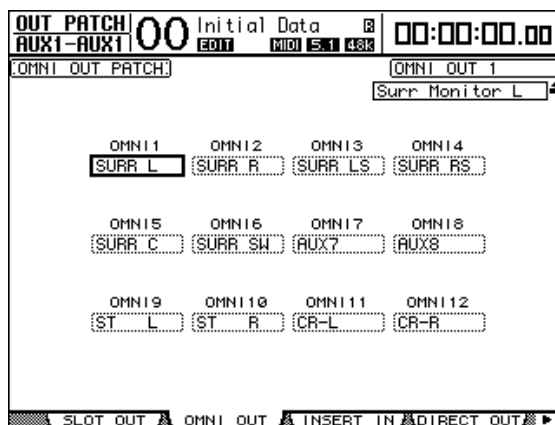 OUT PATCH 00 Initial Data R 00:00:00.00
AUX1-AUX1 EDIT MIDI 5.1 48k
OMNI OUT PATCH OMNI OUT 1
Surr Monitor L
OMNI1 OMNI2 OMNI3 OMNI4
SURR L SURR R SURR LS SURR RS
OMNI5 OMNI6 OMNI7 OMNI8
SURR C SURR SW AUX7 AUX8
OMNI9 OMNI10 OMNI11 OMNI12
ST L ST R CR-L CR-R
SLOT OUT OMNI OUT INSERT IN DIRECT OUT